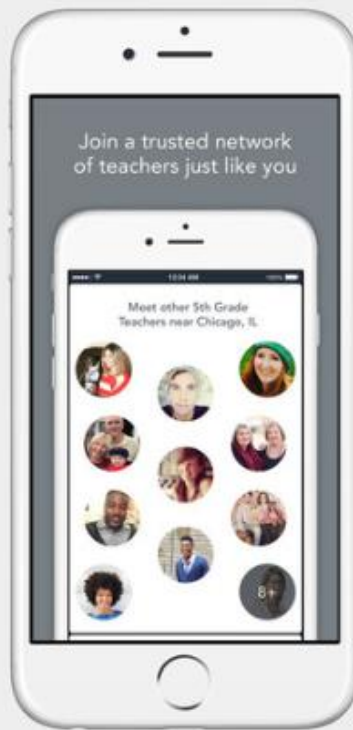 Join a trusted network
of teachers just like you
10:34 AM
100%
Meet other 5th Grade
Teachers near Chicago, IL
8+